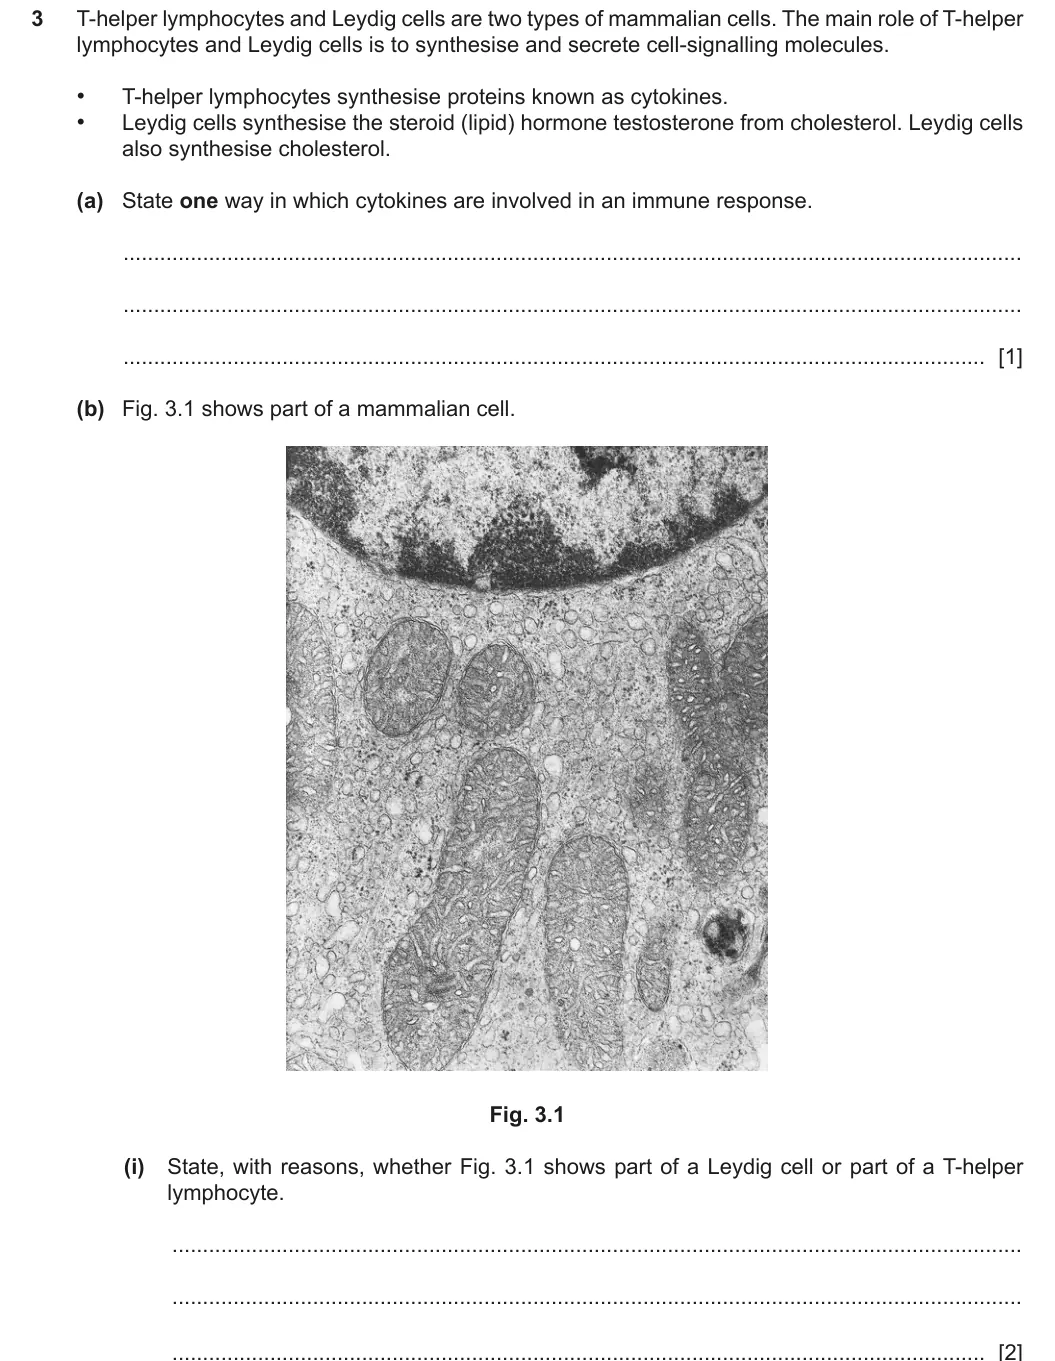 3 T-helper lymphocytes and Leydig cells are two types of mammalian cells. The main role of T-helper
lymphocytes and Leydig cells is to synthesise and secrete cell-signalling molecules.
• T-helper lymphocytes synthesise proteins known as cytokines.
• Leydig cells synthesise the steroid (lipid) hormone testosterone from cholesterol. Leydig cells
also synthesise cholesterol.
(a) State one way in which cytokines are involved in an immune response.
[1]
(b) Fig. 3.1 shows part of a mammalian cell.
Fig. 3.1
(i) State, with reasons, whether Fig. 3.1 shows part of a Leydig cell or part of a T-helper
lymphocyte.
[2]